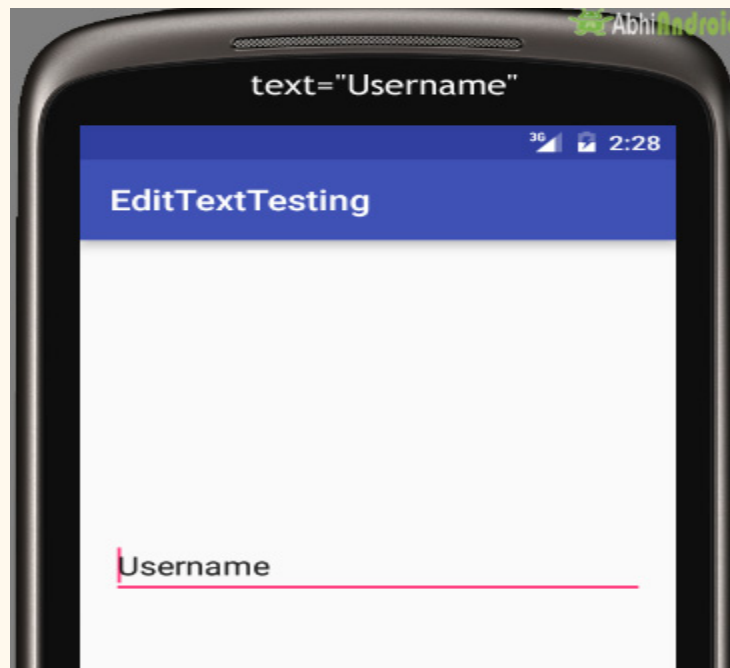 AbhiAndroid
text="Username"
3G 2:28
EditTextTesting
Username